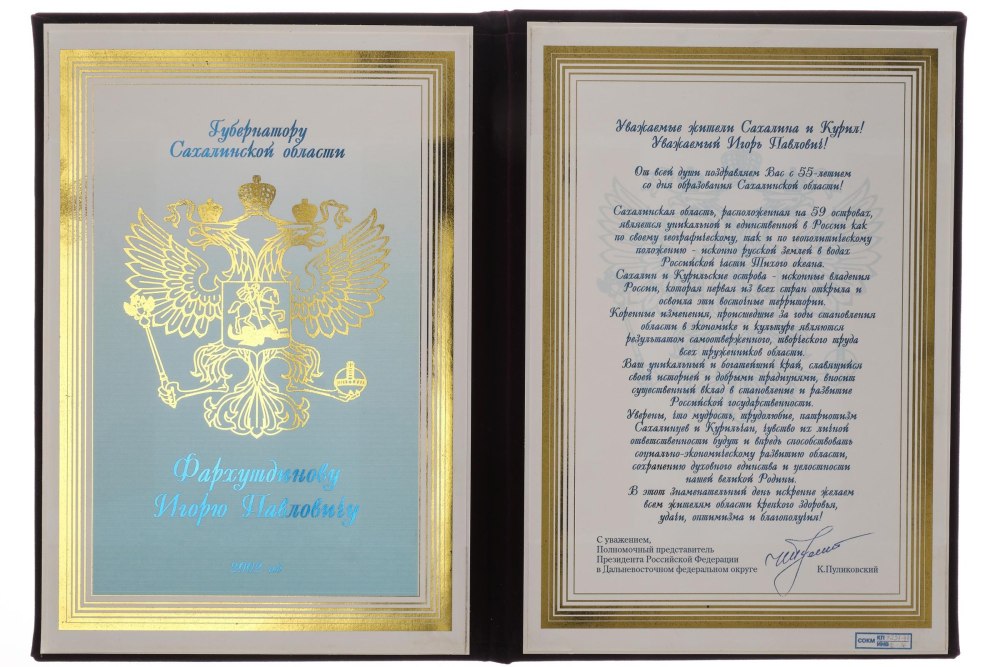 Губернатору
Сахалинской области
Фархутдинову
Игорю Павловичу
2002 год
Уважаемые жители Сахалина и Курил!
Уважаемый Игорь Павлович!
От всей души поздравляем Вас с 55-летием
со дня образования Сахалинской области!
Сахалинская область, расположенная на 59 островах,
является уникальной и единственной в России как
по своему географическому, так и по геополитическому
положению - исконно русской землей в водах
Российской части Тихого океана.
Сахалин и Курильские острова - исконные владения
России, которая первая из всех стран открыла и
освоила эти восточные территории.
Коренные изменения, происшедшие за годы становления
области в экономике и культуре являются
результатом самоотверженного, творческого труда
всех тружеников области.
Ваш уникальный и богатейший край, славящийся
своей историей и добрыми традициями, вносит
существенный вклад в становление и развитие
Российской государственности.
Уверены, что мудрость, трудолюбие, патриотизм
Сахалинцев и Курильчан, чувство их личной
ответственности будут и впредь способствовать
социально-экономическому развитию области,
сохранению духовного единства и целостности
нашей великой Родины.
В этот знаменательный день искренне желаем
всем жителям области крепкого здоровья,
удачи, оптимизма и благополучия!
С уважением,
Полномочный представитель
Президента Российской Федерации
в Дальневосточном федеральном округе К.Пуликовский
СОКМ КП
ИНВ